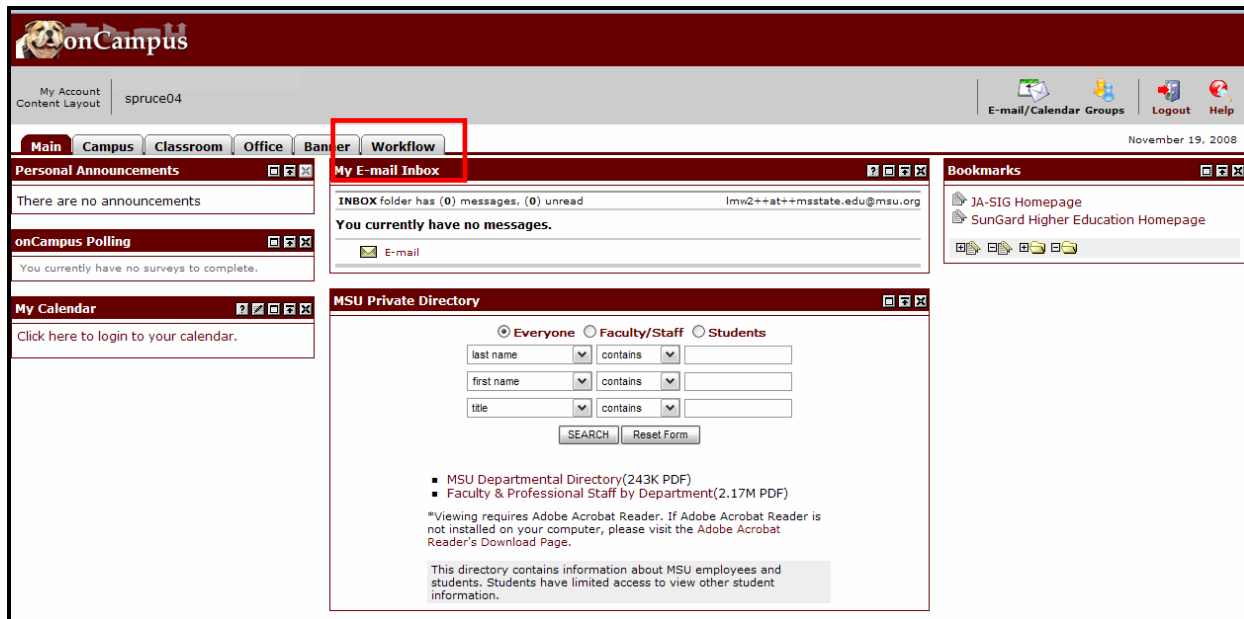 onCampus
My Account
Content Layout
spruce04
E-mail/Calendar Groups Logout Help
Main Campus Classroom Office Banner Workflow
November 19, 2008
Personal Announcements
There are no announcements
onCampus Polling
You currently have no surveys to complete.
My Calendar
Click here to login to your calendar.
My E-mail Inbox
INBOX folder has (0) messages, (0) unread lmw2++at++msstate.edu@msu.org
You currently have no messages.
E-mail
MSU Private Directory
Everyone Faculty/Staff Students
last name contains
first name contains
title contains
SEARCH Reset Form
MSU Departmental Directory(243K PDF)
Faculty & Professional Staff by Department(2.17M PDF)
*Viewing requires Adobe Acrobat Reader. If Adobe Acrobat Reader is
not installed on your computer, please visit the Adobe Acrobat
Reader's Download Page.
This directory contains information about MSU employees and
students. Students have limited access to view other student
information.
Bookmarks
JA-SIG Homepage
SunGard Higher Education Homepage